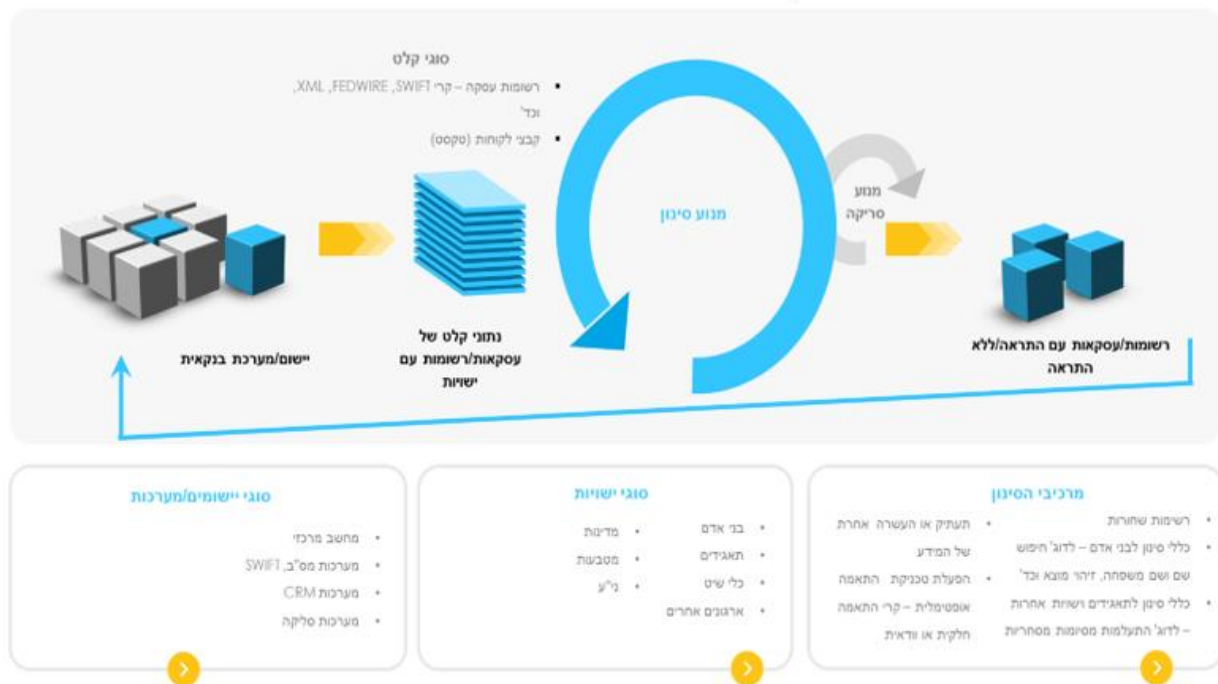 סוגי קלט
▪ רשומות עסקה – קרי SWIFT, FEDWIRE, XML,
וכד'
▪ קבצי לקוחות (טקסט)
מנוע סינון
מנוע
סריקה
יישום/מערכת בנקאית
נתוני קלט של
עסקאות/רשומות עם
ישויות
רשומות/עסקאות עם התראה/ללא
התראה
מרכיבי הסינון
• רשימות שחורות
• כללי סינון לבני אדם – לדוג' חיפוש
שם ושם משפחה, זיהוי מוצא וכד'
• כללי סינון לתאגידים וישויות אחרות
– לדוג' התעלמות מסיומות מסחריות
• תעתיק או העשרה אחרת
של המידע
• הפעלת טכניקת התאמה
אופטימלית – קרי התאמה
חלקית או וודאית
סוגי ישויות
• בני אדם
• תאגידים
• כלי שיט
• ארגונים אחרים
• מדינות
• מטבעות
• ני"ע
סוגי יישומים/מערכות
• מחשב מרכזי
• מערכות מס"ב, SWIFT
• מערכות CRM
• מערכות סליקה